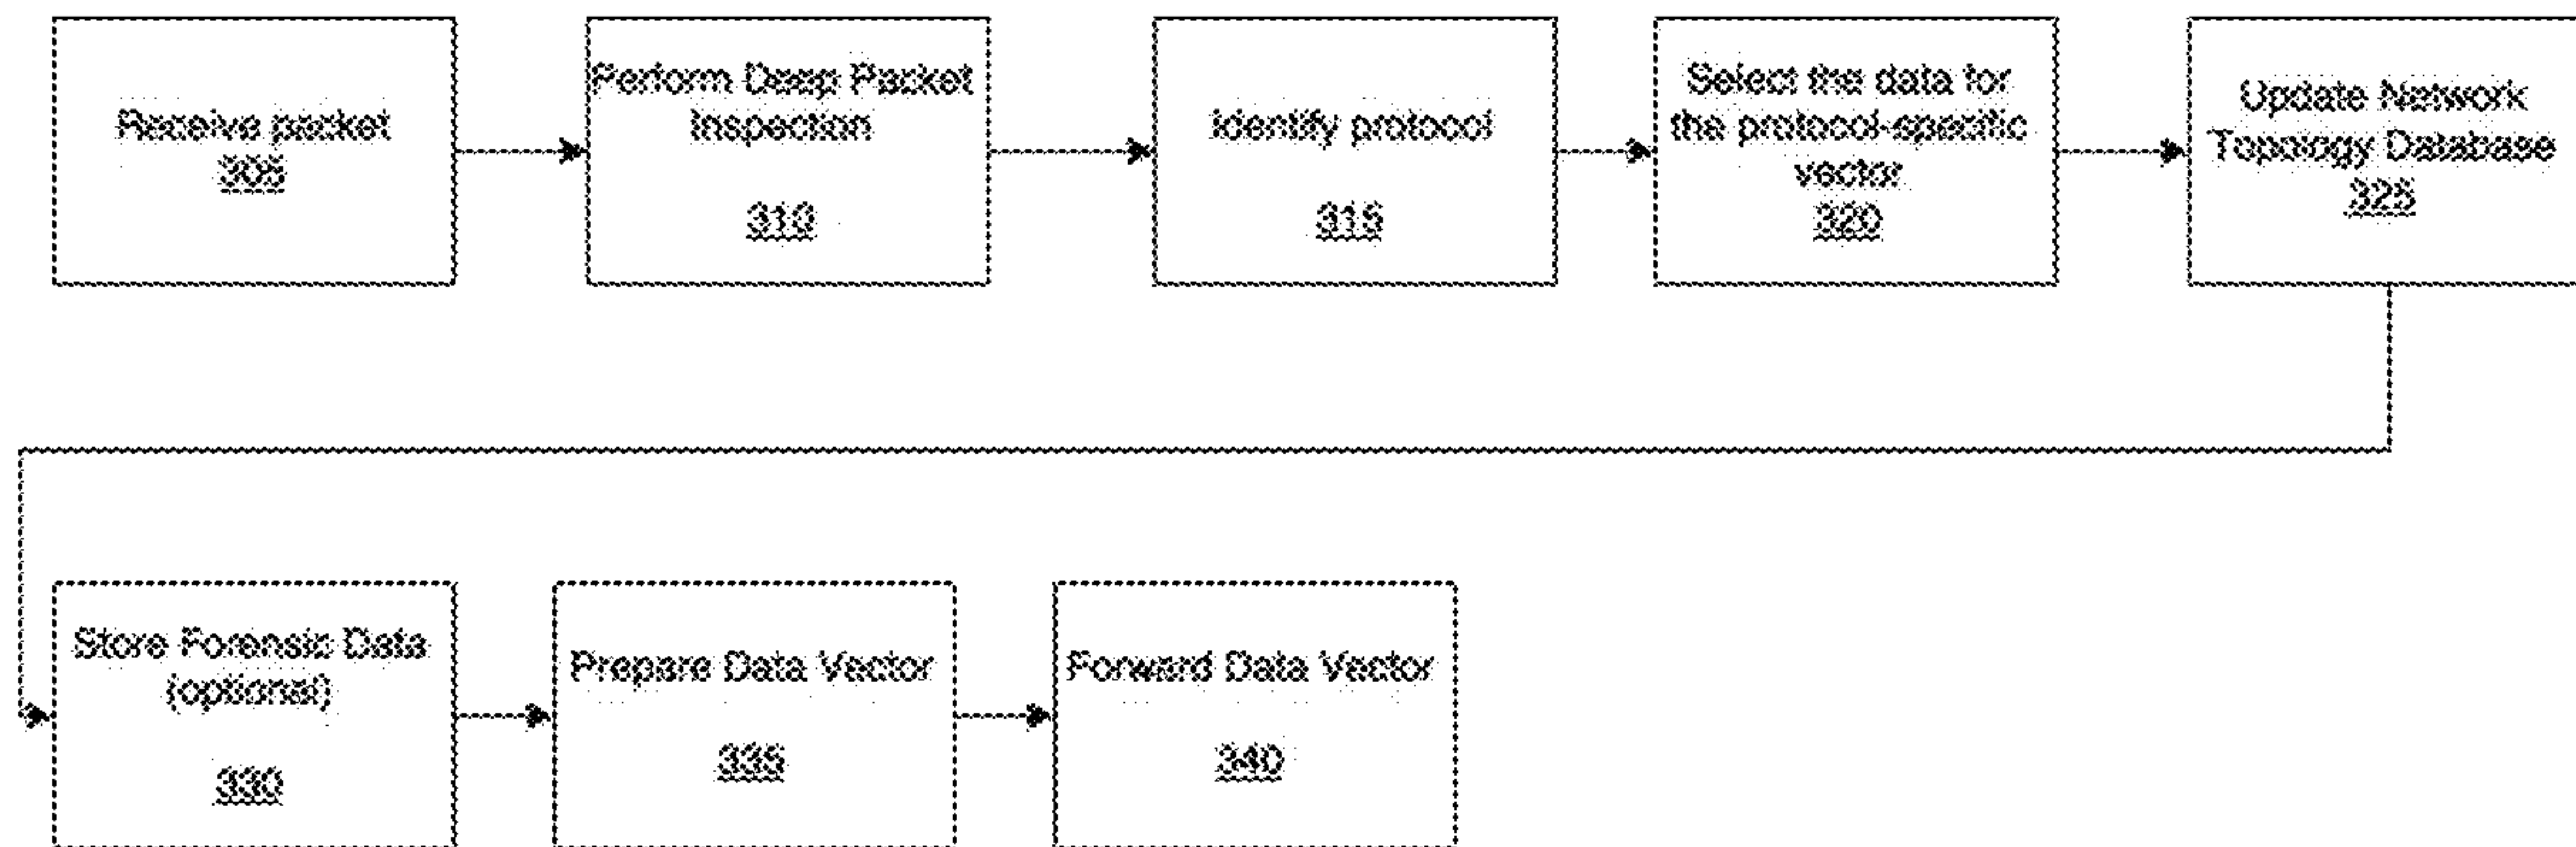 Receive packet
305
Perform Deep Packet
Inspection
310
Identify protocol
315
Select the data for
the protocol-specific
vector
320
Update Network
Topology Database
325
Store Forensic Data
(optional)
330
Prepare Data Vector
335
Forward Data Vector
340